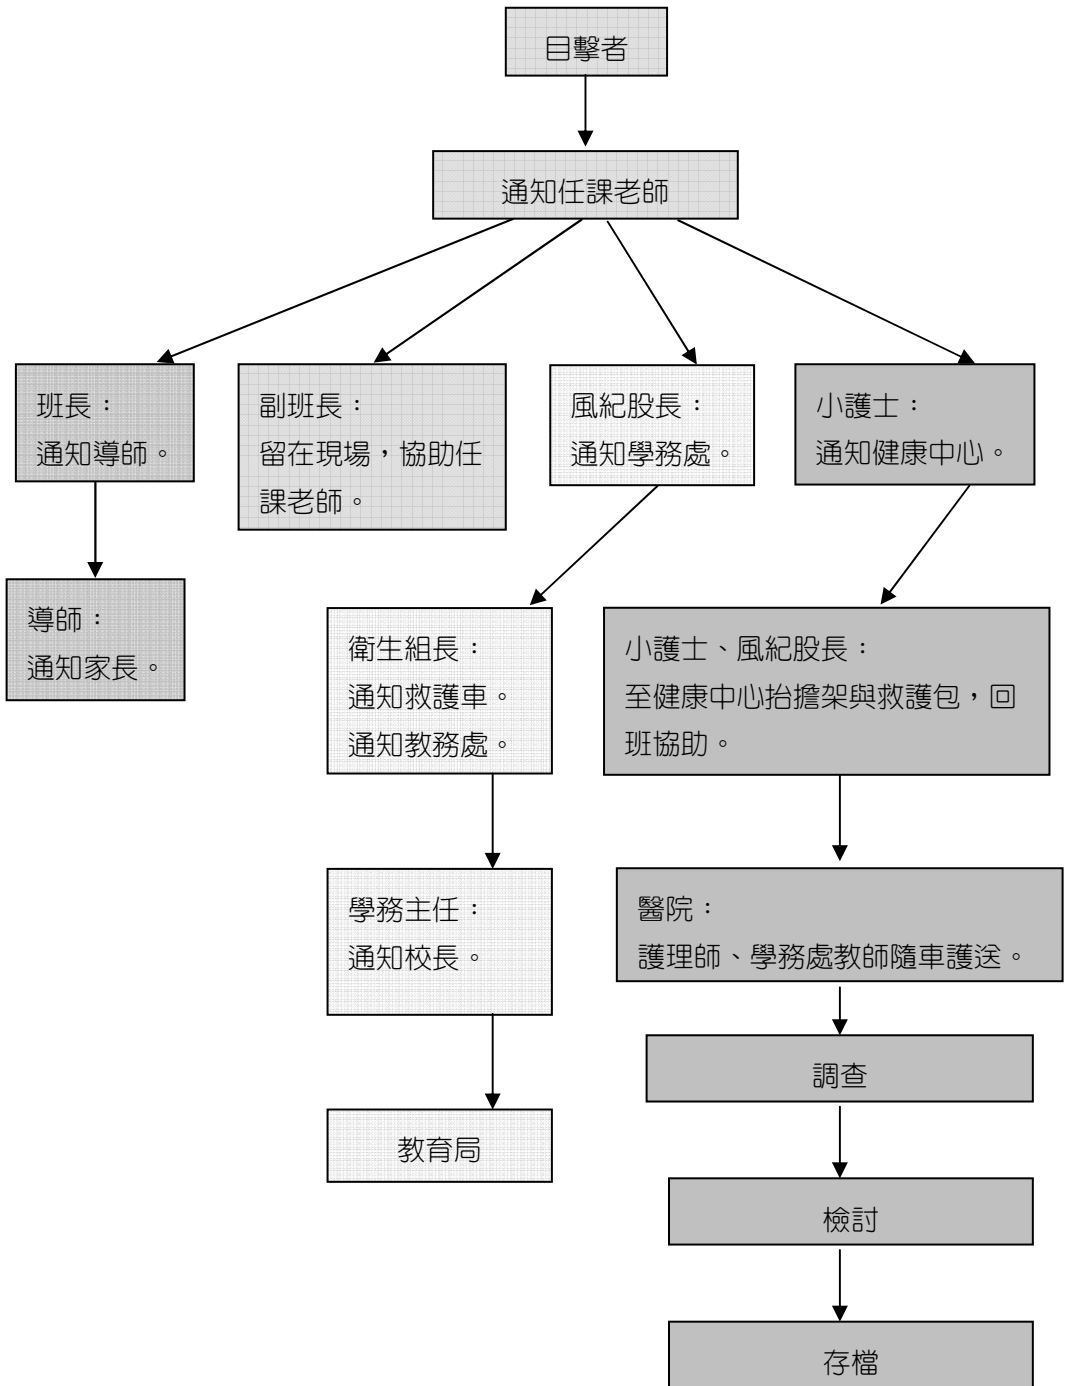 目擊者
通知任課老師
班長：
通知導師。
副班長：
留在現場，協助任
課老師。
風紀股長：
通知學務處。
小護士：
通知健康中心。
導師：
通知家長。
衛生組長：
通知救護車。
通知教務處。
小護士、風紀股長：
至健康中心抬擔架與救護包，回
班協助。
學務主任：
通知校長。
醫院：
護理師、學務處教師隨車護送。
調查
教育局
檢討
存檔